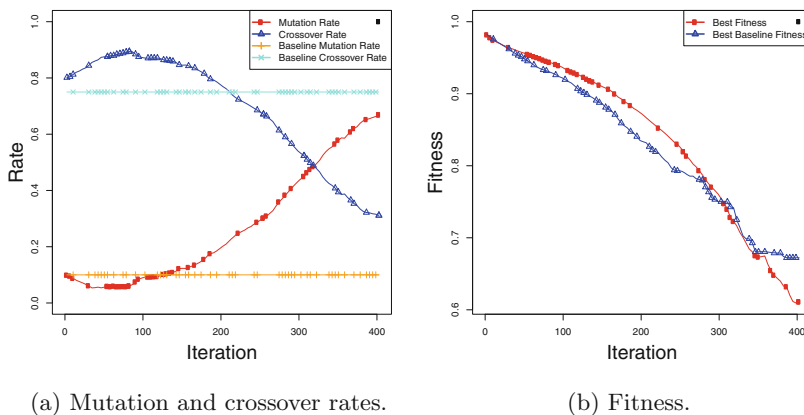 Mutation Rate
Crossover Rate
Baseline Mutation Rate
Baseline Crossover Rate
1.0
0.8
0.6
0.4
0.2
0.0
Rate
0 100 200 300 400
Iteration
(a) Mutation and crossover rates.
Best Fitness
Best Baseline Fitness
1.0
0.9
0.8
0.7
0.6
Fitness
0 100 200 300 400
Iteration
(b) Fitness.